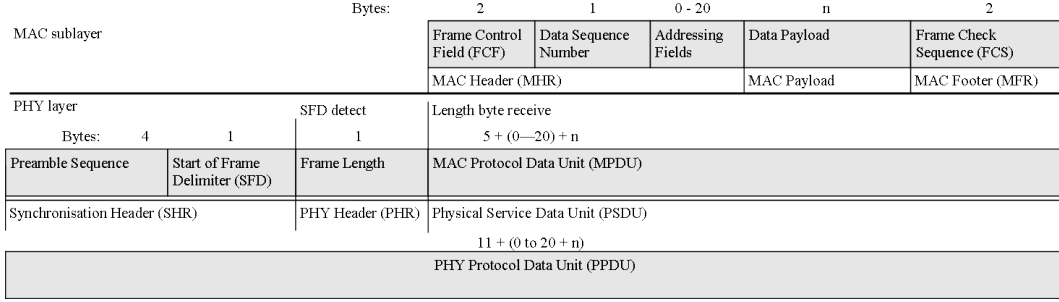 Bytes: 2 1 0 - 20 n 2
MAC sublayer
Frame Control Field (FCF)
Data Sequence Number
Addressing Fields
Data Payload
Frame Check Sequence (FCS)
MAC Header (MHR) MAC Payload MAC Footer (MFR)
PHY layer SFD detect Length byte receive
Bytes: 4 1 1 5 + (0—20) + n
Preamble Sequence
Start of Frame Delimiter (SFD)
Frame Length
MAC Protocol Data Unit (MPDU)
Synchronisation Header (SHR) PHY Header (PHR) Physical Service Data Unit (PSDU)
11 + (0 to 20 + n)
PHY Protocol Data Unit (PPDU)